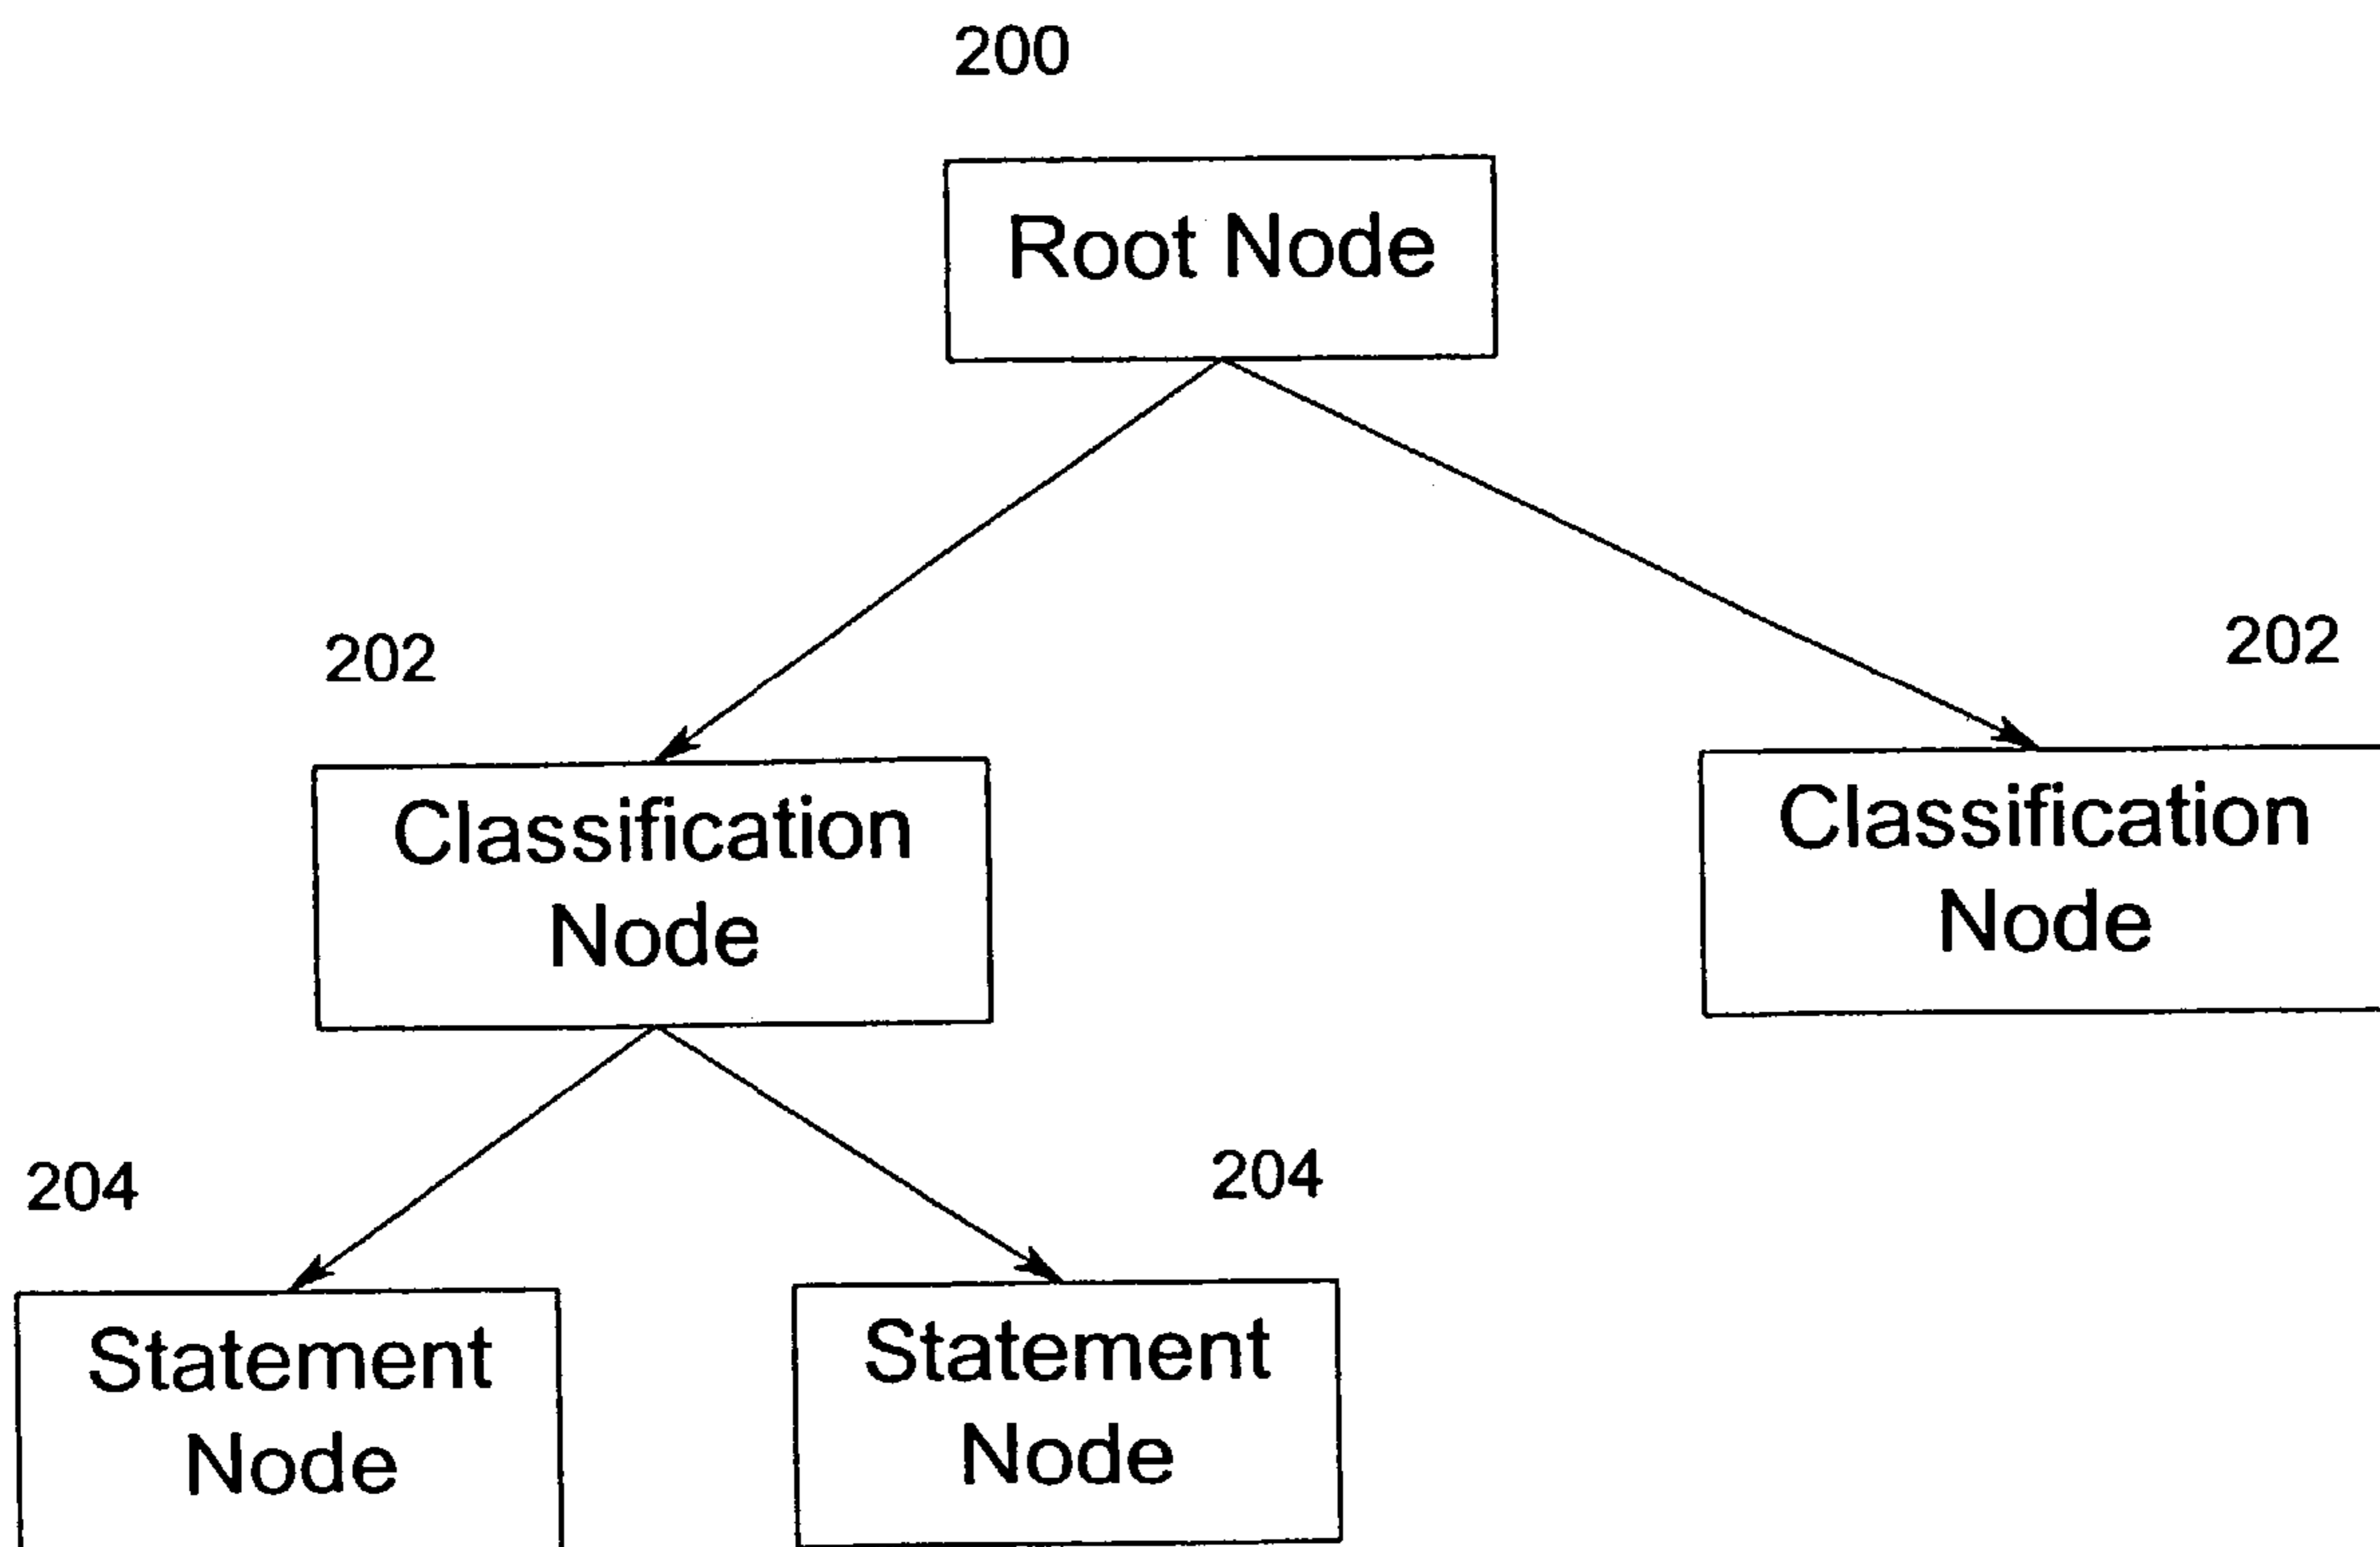 200
Root Node
202
202
Classification
Node
Classification
Node
204
204
Statement
Node
Statement
Node